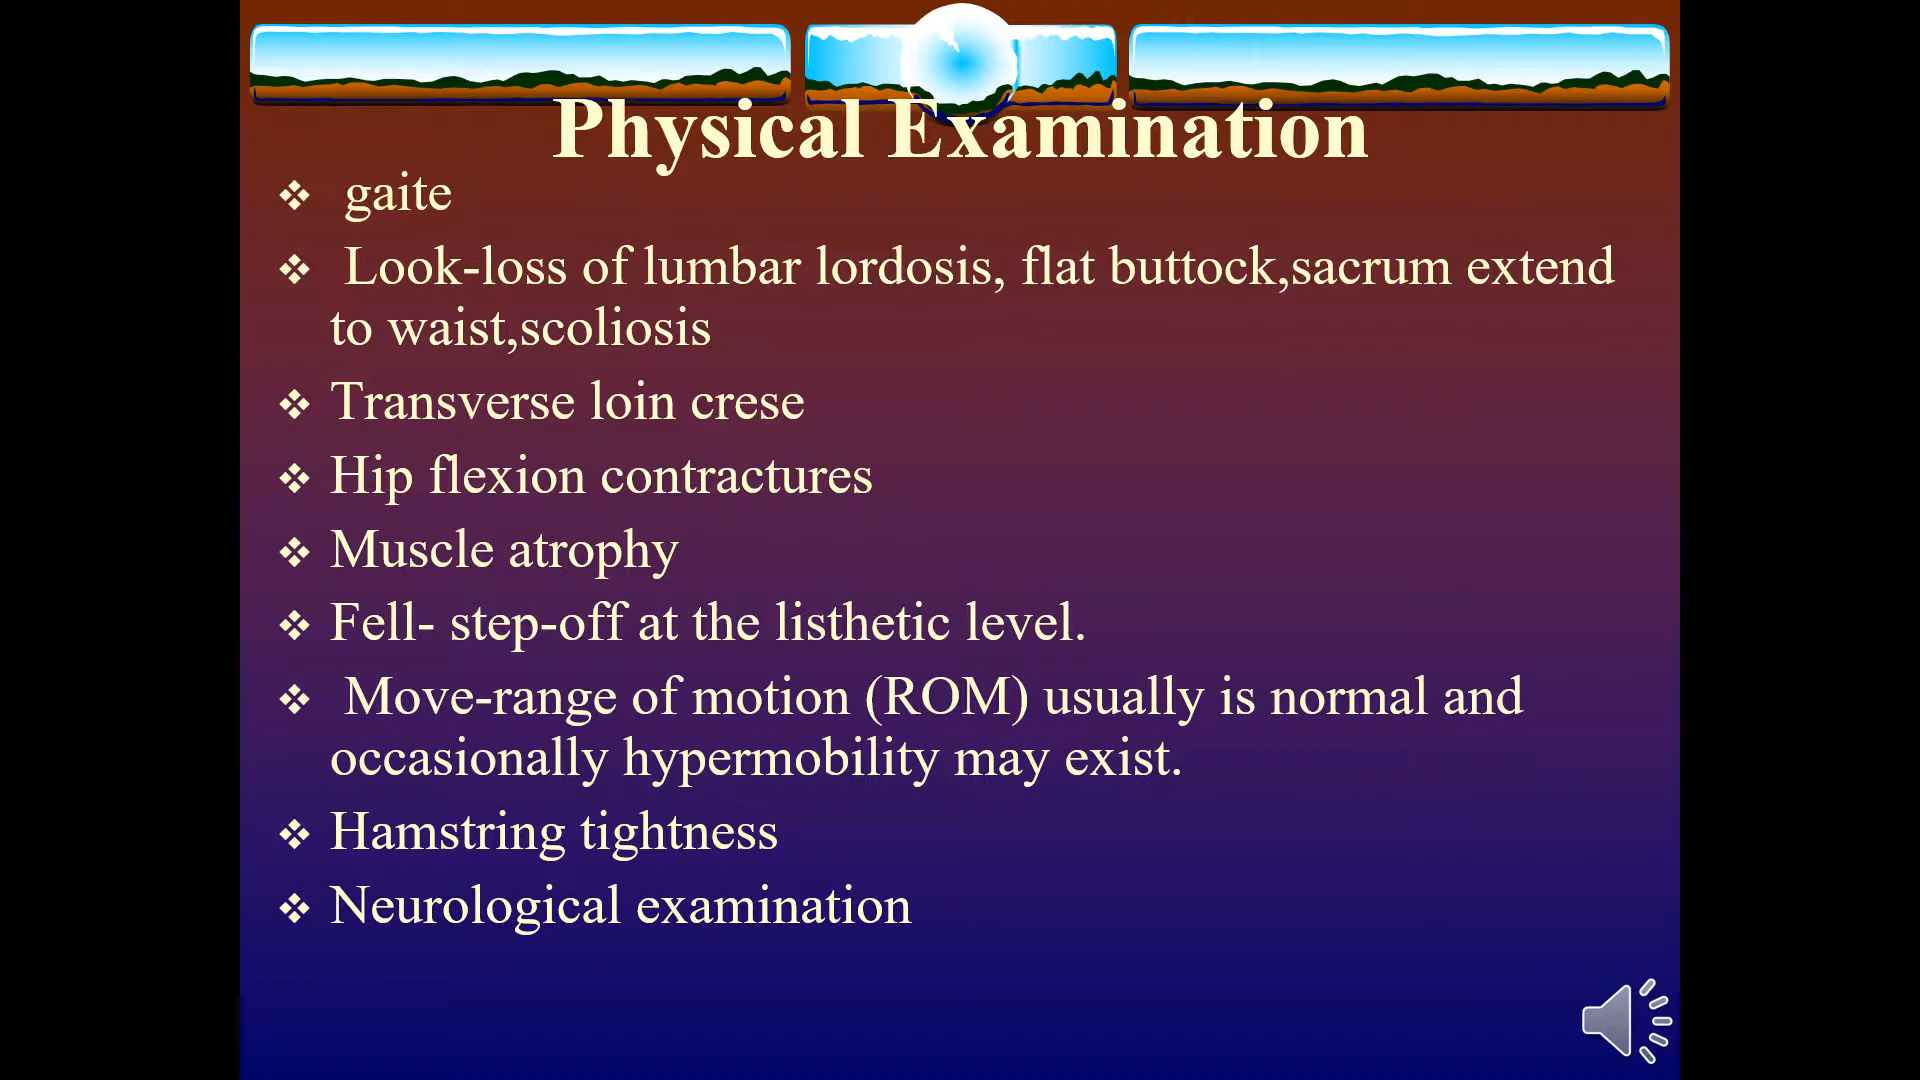 Physical Examination
❖ gaite
❖ Look-loss of lumbar lordosis, flat buttock,sacrum extend
to waist,scoliosis
❖ Transverse loin crese
❖ Hip flexion contractures
❖ Muscle atrophy
❖ Fell- step-off at the listhetic level.
❖ Move-range of motion (ROM) usually is normal and
occasionally hypermobility may exist.
❖ Hamstring tightness
❖ Neurological examination